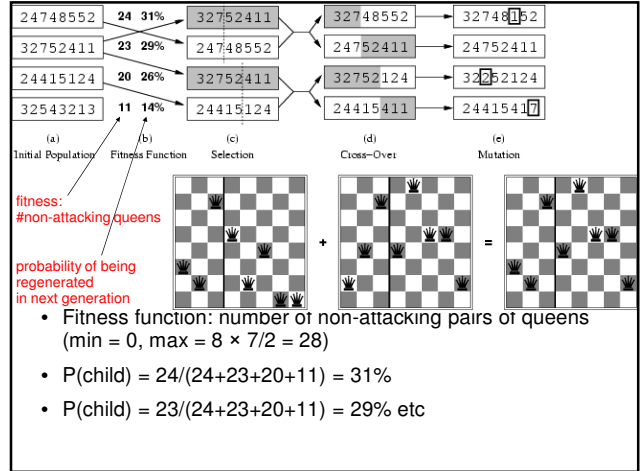 24748552 24 31% 32752411 32748552 32748152
32752411 23 29% 24748552 24752411 24752411
24415124 20 26% 32752411 32752124 32252124
32543213 11 14% 24415124 24415411 24415417
(a) (b) (c) (d) (e)
Initial Population Fitness Function Selection Cross-Over Mutation
fitness:
#non-attacking queens
probability of being
regenerated
in next generation
+ =
• Fitness function: number of non-attacking pairs of queens
(min = 0, max = 8 × 7/2 = 28)
• P(child) = 24/(24+23+20+11) = 31%
• P(child) = 23/(24+23+20+11) = 29% etc